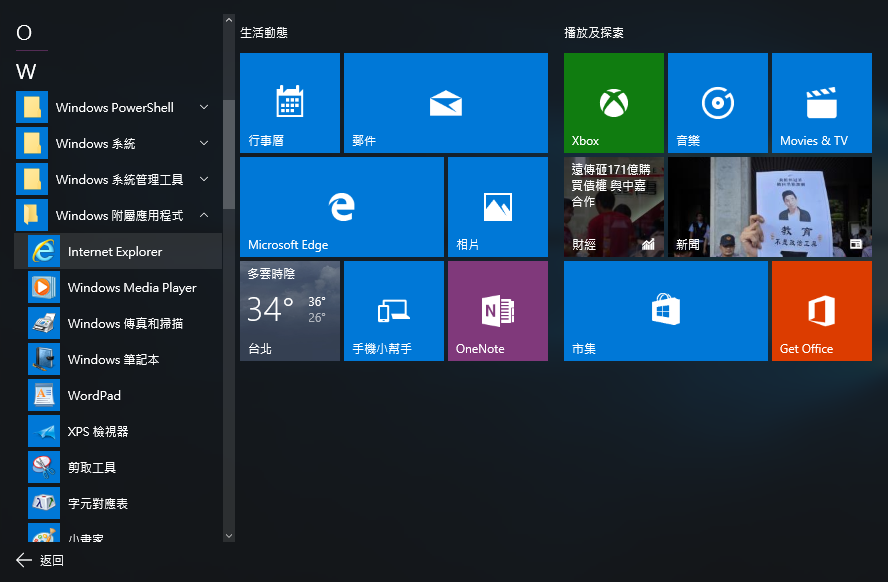 O
W
Windows PowerShell
Windows 系統
Windows 系統管理工具
Windows 附屬應用程式
Internet Explorer
Windows Media Player
Windows 傳真和掃描
Windows 筆記本
WordPad
XPS 檢視器
剪取工具
字元對應表
小畫家
返回
生活動態
行事曆
郵件
Microsoft Edge
相片
多雲時陰
34°
36°
26°
台北
手機小幫手
OneNote
播放及探索
Xbox
音樂
Movies & TV
遠傳砸171億購
買債權 與中嘉
合作
財經
教育
不是政治工具
新聞
市集
Get Office